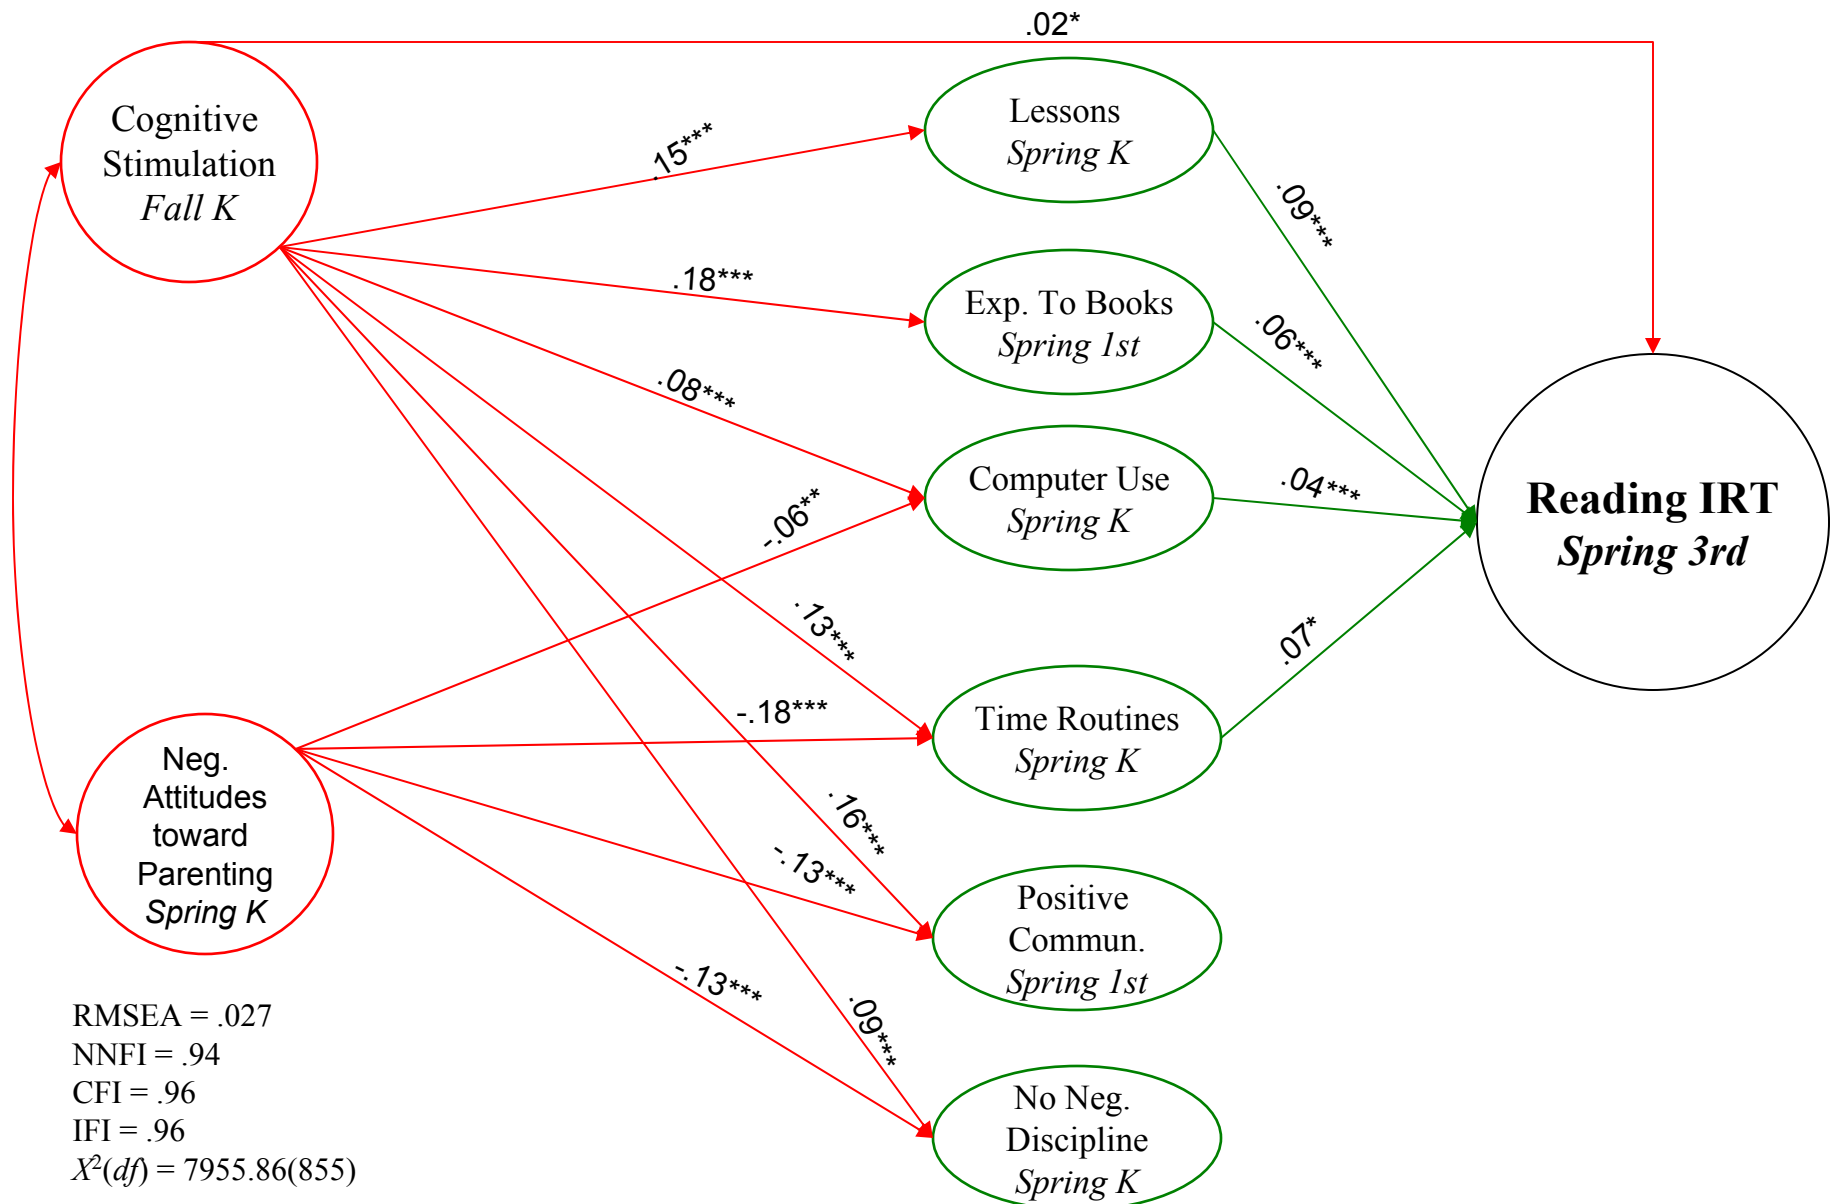 .02*
Cognitive
Stimulation
Fall K
.15***
.18***
.08***
.13***
.16***
.09***
Lessons
Spring K
Exp. To Books
Spring 1st
Computer Use
Spring K
Time Routines
Spring K
Positive
Commun.
Spring 1st
No Neg.
Discipline
Spring K
.09***
.06***
.04***
.07*
Reading IRT
Spring 3rd
Neg.
Attitudes
toward
Parenting
Spring K
-.06**
-.18***
-.13***
-.13***
RMSEA = .027
NNFI = .94
CFI = .96
IFI = .96
X²(df) = 7955.86(855)